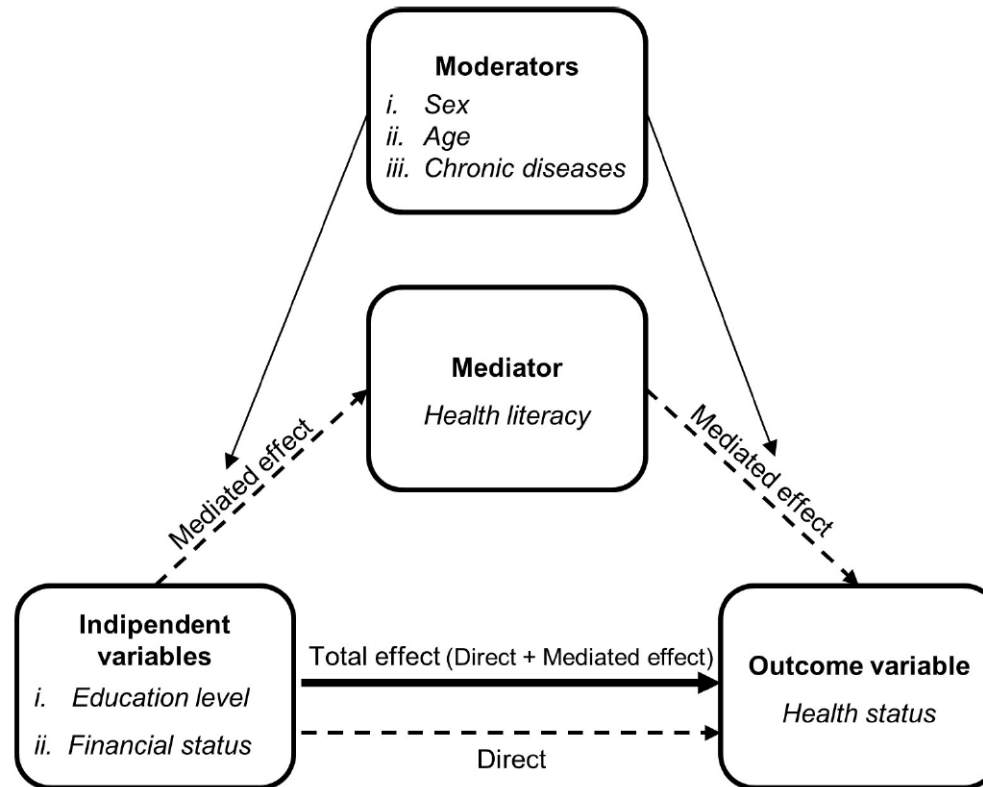 Moderators
i. Sex
ii. Age
iii. Chronic diseases
Mediator
Health literacy
Mediated effect
Mediated effect
Indipendent
variables
i. Education level
ii. Financial status
Total effect (Direct + Mediated effect)
Direct
Outcome variable
Health status